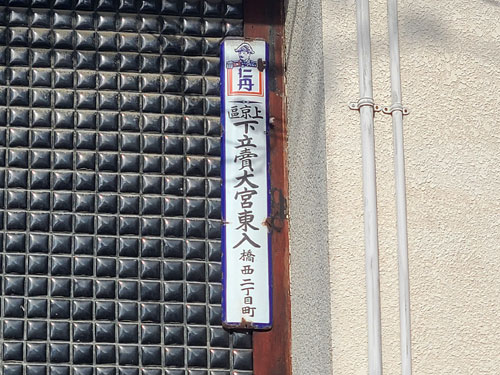 仁丹
上京區
下立賣大宮東入
橋西二丁目町